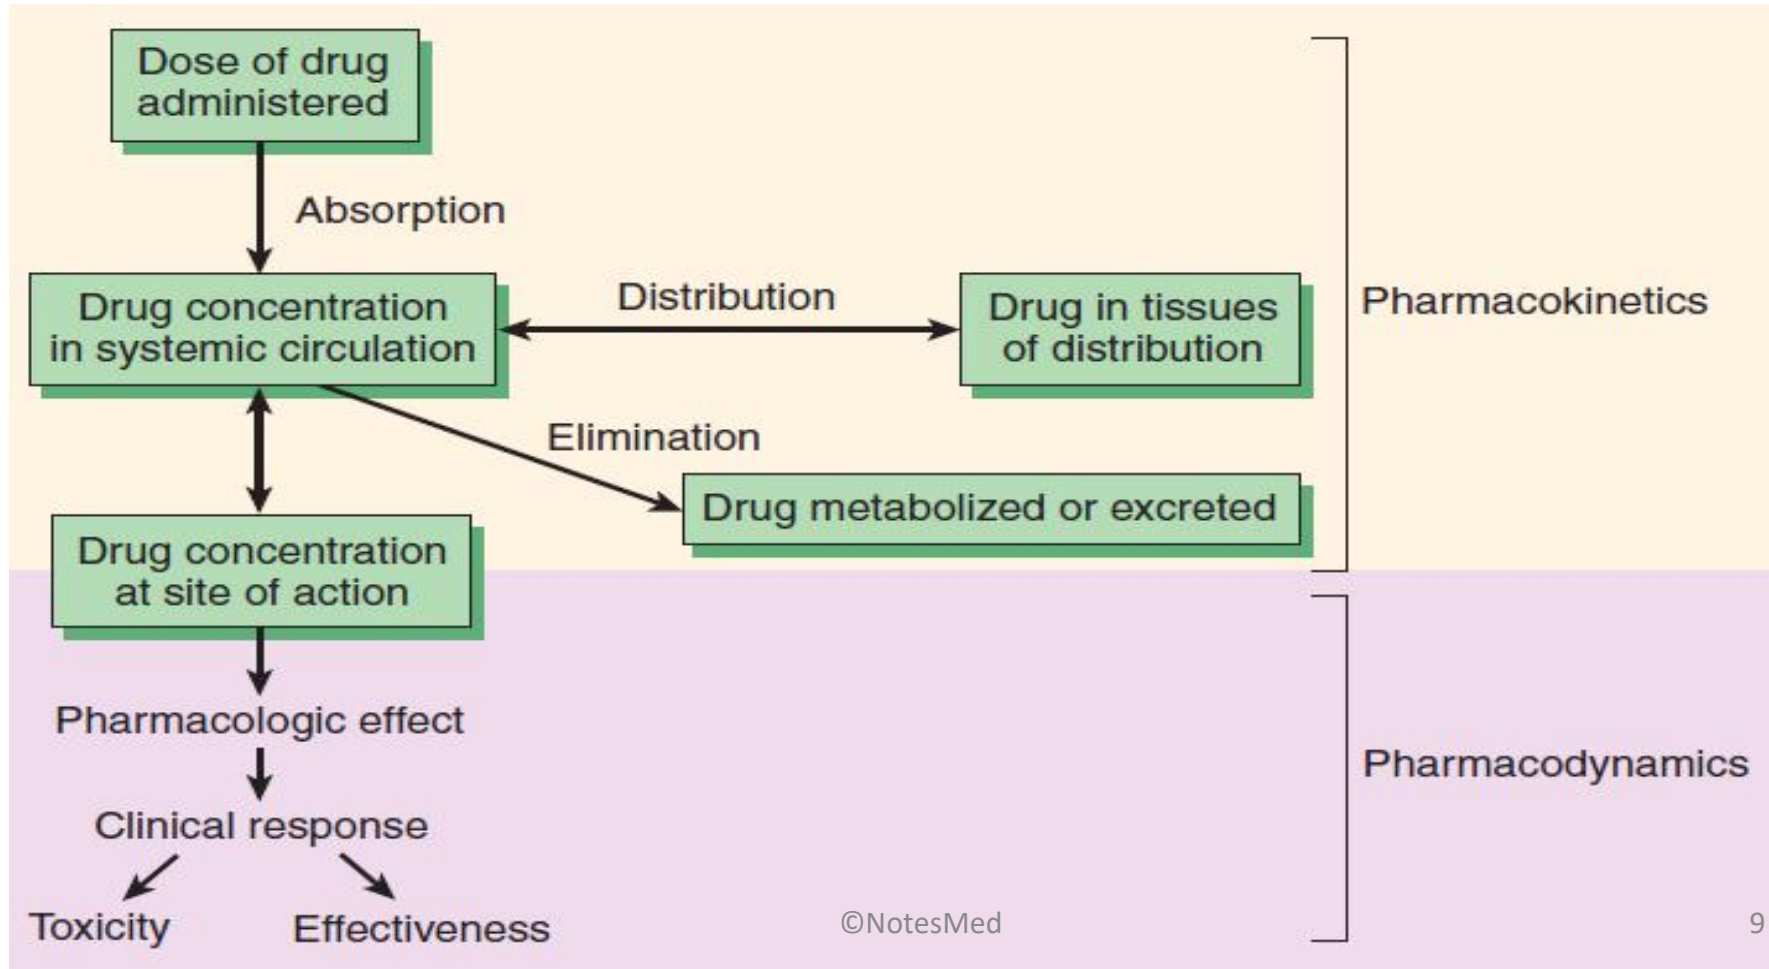 Dose of drug
administered
Absorption
Drug concentration
in systemic circulation
Distribution
Drug in tissues
of distribution
Pharmacokinetics
Elimination
Drug metabolized or excreted
Drug concentration
at site of action
Pharmacologic effect
Pharmacodynamics
Clinical response
Toxicity
Effectiveness
©NotesMed
9